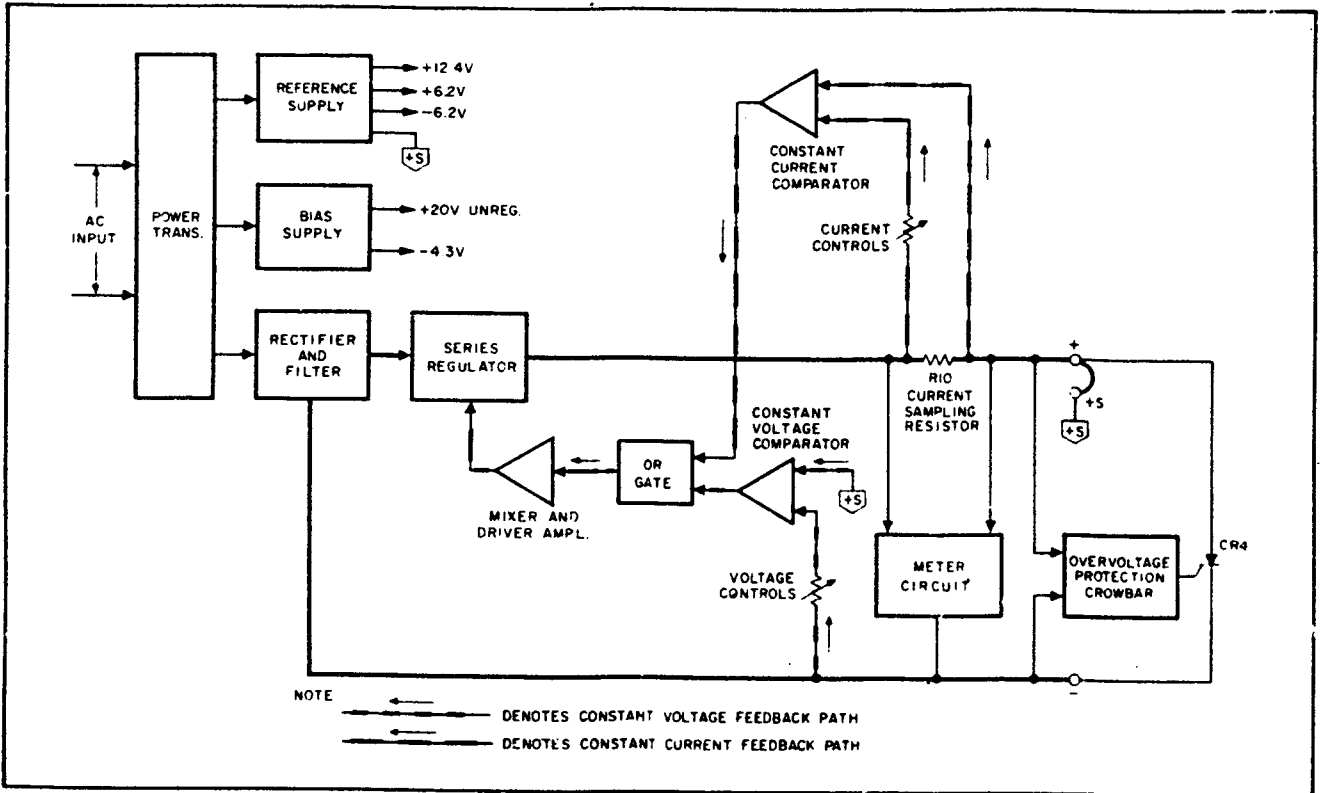 REFERENCE
SUPPLY
+12 4V
+6.2V
-6.2V
+S
AC
INPUT
POWER
TRANS.
BIAS
SUPPLY
+20V UNREG.
-4.3V
RECTIFIER
AND
FILTER
SERIES
REGULATOR
CONSTANT
CURRENT
COMPARATOR
CURRENT
CONTROLS
R10
CURRENT
SAMPLING
RESISTOR
+
+S
+S
CONSTANT
VOLTAGE
COMPARATOR
OR
GATE
+S
MIXER AND
DRIVER AMPL.
VOLTAGE
CONTROLS
METER
CIRCUIT
OVERVOLTAGE
PROTECTION
CROWBAR
CR4
-
NOTE
DENOTES CONSTANT VOLTAGE FEEDBACK PATH
DENOTES CONSTANT CURRENT FEEDBACK PATH